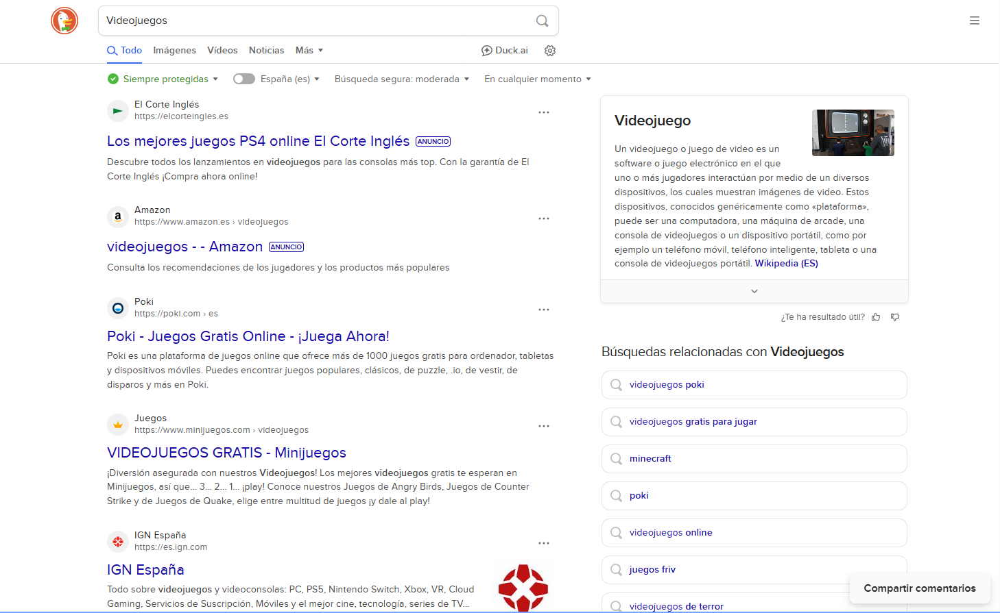 Videojuegos
Todo
Imágenes
Vídeos
Noticias
Más
Duck.ai
Siempre protegidas
España (es)
Búsqueda segura: moderada
En cualquier momento
El Corte Inglés
https://elcorteingles.es
Los mejores juegos PS4 online El Corte Inglés ANUNCIO
Descubre todos los lanzamientos en videojuegos para las consolas más top. Con la garantía de El
Corte Inglés ¡Compra ahora online!
Amazon
https://www.amazon.es › videojuegos
videojuegos - - Amazon ANUNCIO
Consulta los recomendaciones de los jugadores y los productos más populares
Poki
https://poki.com › es
Poki - Juegos Gratis Online - ¡Juega Ahora!
Poki es una plataforma de juegos online que ofrece más de 1000 juegos gratis para ordenador, tabletas
y dispositivos móviles. Puedes encontrar juegos populares, clásicos, de puzzle, .io, de vestir, de
disparos y más en Poki.
Juegos
https://www.minijuegos.com › videojuegos
VIDEOJUEGOS GRATIS - Minijuegos
¡Diversión asegurada con nuestros Videojuegos! Los mejores videojuegos gratis te esperan en
Minijuegos, así que... 3... 2... 1... ¡play! Conoce nuestros Juegos de Angry Birds, Juegos de Counter
Strike y de Juegos de Quake, elige entre multitud de juegos ¡y dale al play!
IGN España
https://es.ign.com
IGN España
Todo sobre videojuegos y videoconsolas: PC, PS5, Nintendo Switch, Xbox, VR, Cloud
Gaming, Servicios de Suscripción, Móviles y el mejor cine, tecnología, series de TV...
Videojuego
Un videojuego o juego de video es un
software o juego electrónico en el que
uno o más jugadores interactúan por medio de un diversos
dispositivos, los cuales muestran imágenes de video. Estos
dispositivos, conocidos genéricamente como «plataforma»,
puede ser una computadora, una máquina de arcade, una
consola de videojuegos o un dispositivo portátil, como por
ejemplo un teléfono móvil, teléfono inteligente, tableta o una
consola de videojuegos portátil. Wikipedia (ES)
¿Te ha resultado útil?
Búsquedas relacionadas con Videojuegos
videojuegos poki
videojuegos gratis para jugar
minecraft
poki
videojuegos online
juegos friv
videojuegos de terror
Compartir comentarios